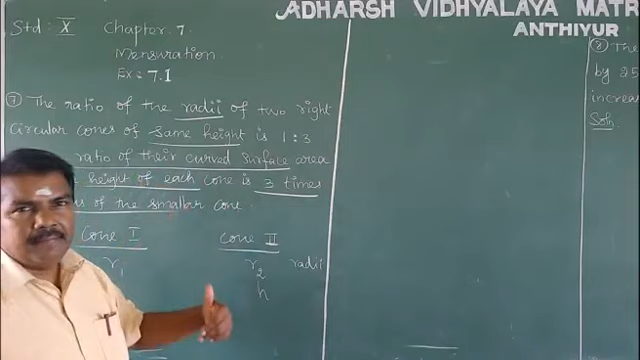 ADHARSH VIDHYALAYA MATR
ANTHIYUR
Std : X Chapter. 7
Mensuration.
Ex: 7.1
⑦ The ratio of the radii of two right
circular cones of same height is 1:3
ratio of their curved surface area
height of each cone is 3 times
of the smaller cone.
Cone I Cone II
r₁ r₂ radii
h
⑧ The
by 25
increas
Soln.